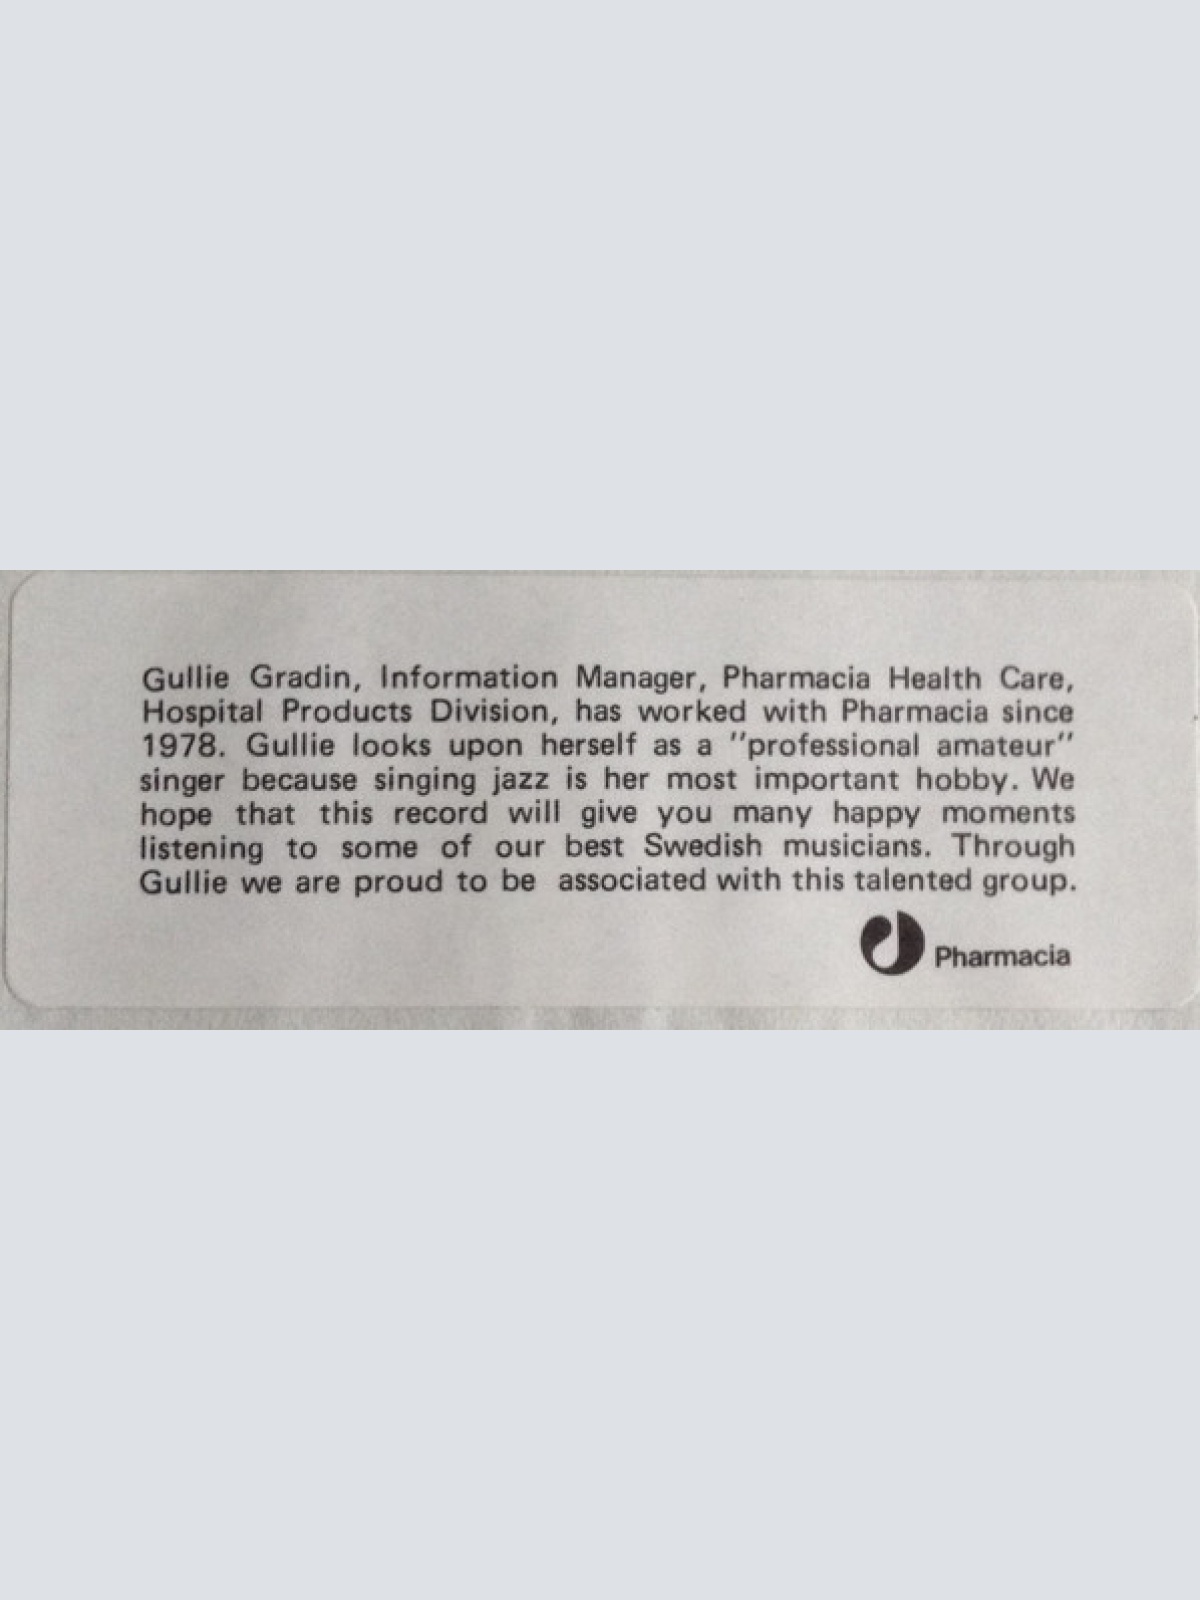 Gullie Gradin, Information Manager, Pharmacia Health Care,
Hospital Products Division, has worked with Pharmacia since
1978. Gullie looks upon herself as a "professional amateur"
singer because singing jazz is her most important hobby. We
hope that this record will give you many happy moments
listening to some of our best Swedish musicians. Through
Gullie we are proud to be associated with this talented group.
Pharmacia